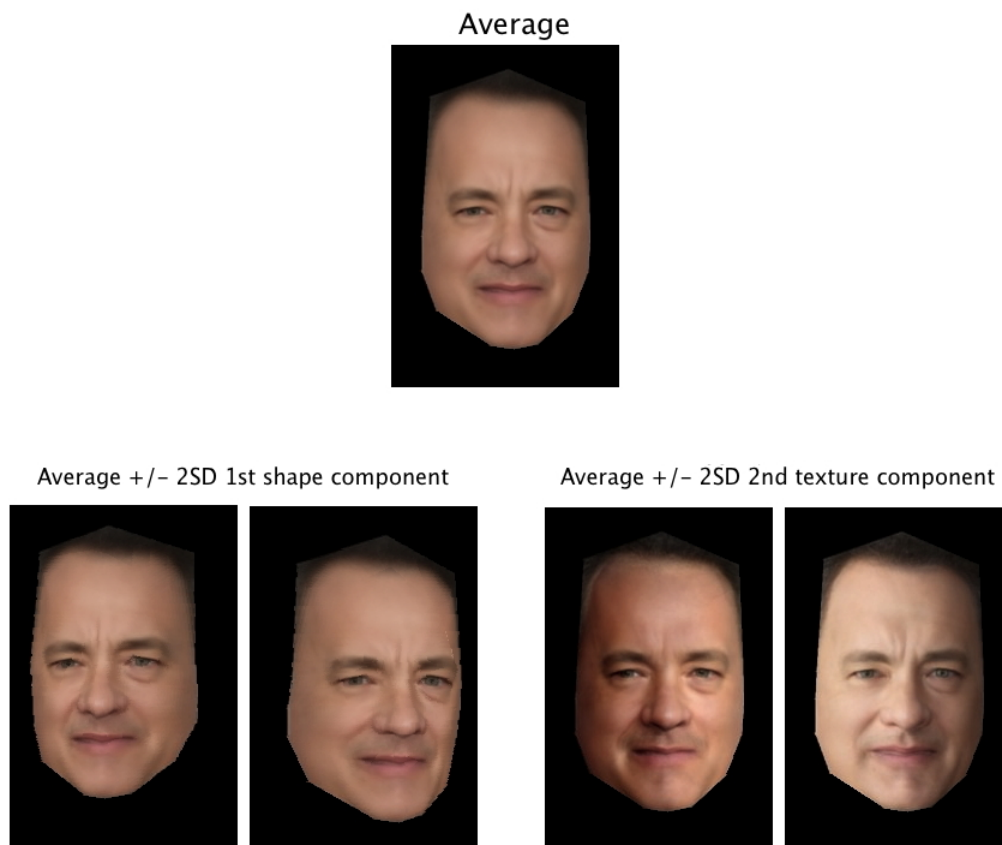 Average
Average +/- 2SD 1st shape component
Average +/- 2SD 2nd texture component